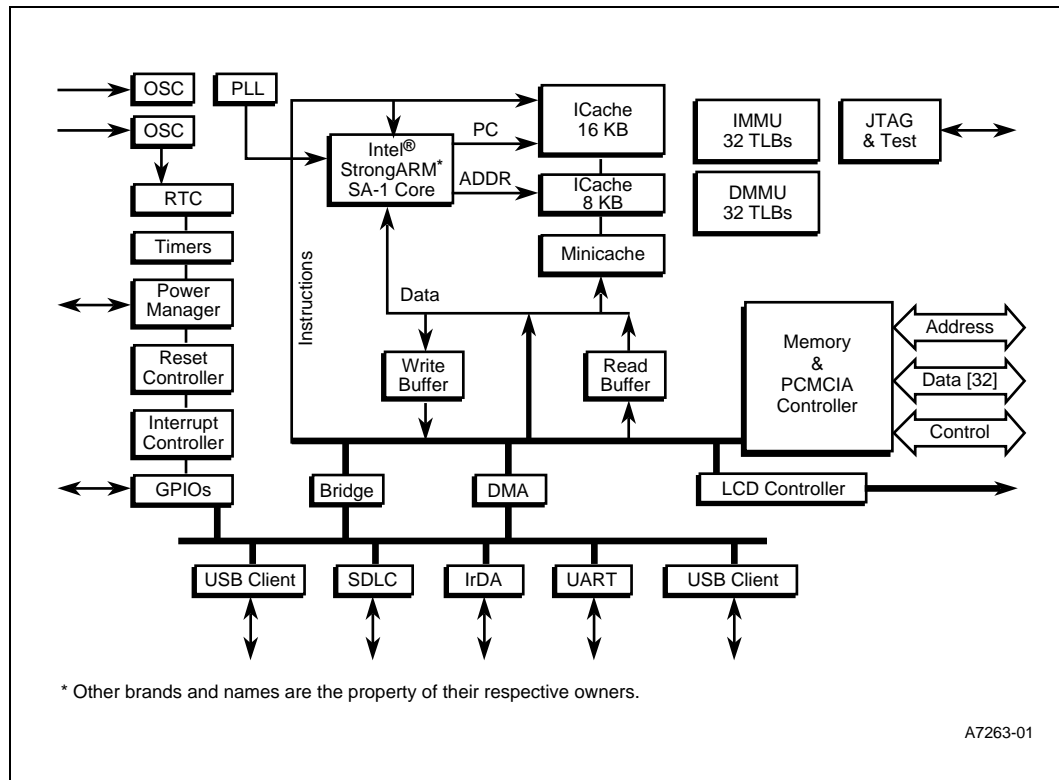 OSC
PLL
OSC
RTC
Timers
Power
Manager
Reset
Controller
Interrupt
Controller
GPIOs
Instructions
Intel®
StrongARM*
SA-1 Core
PC
ADDR
ICache
16 KB
ICache
8 KB
Minicache
IMMU
32 TLBs
DMMU
32 TLBs
JTAG
& Test
Data
Write
Buffer
Read
Buffer
Memory
&
PCMCIA
Controller
Address
Data [32]
Control
Bridge
DMA
LCD Controller
USB Client
SDLC
IrDA
UART
USB Client
* Other brands and names are the property of their respective owners.
A7263-01